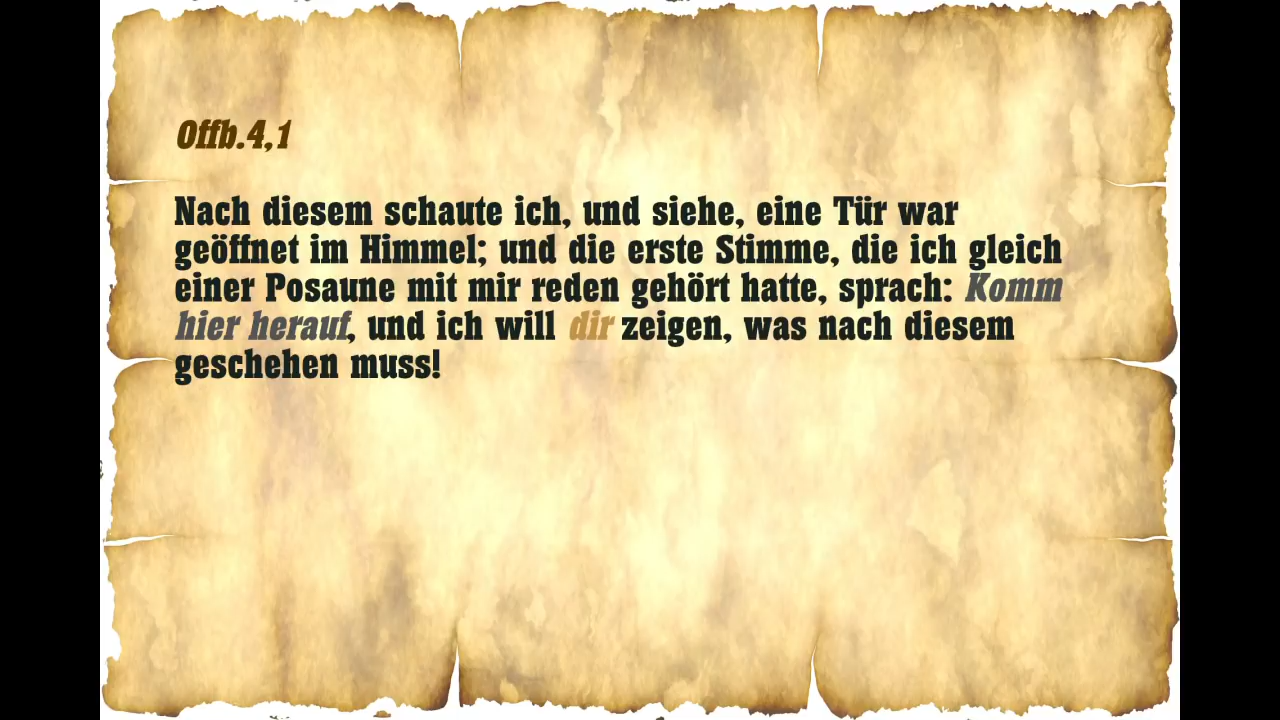 Offb.4,1
Nach diesem schaute ich, und siehe, eine Tür war
geöffnet im Himmel; und die erste Stimme, die ich gleich
einer Posaune mit mir reden gehört hatte, sprach: Komm
hier herauf, und ich will dir zeigen, was nach diesem
geschehen muss!